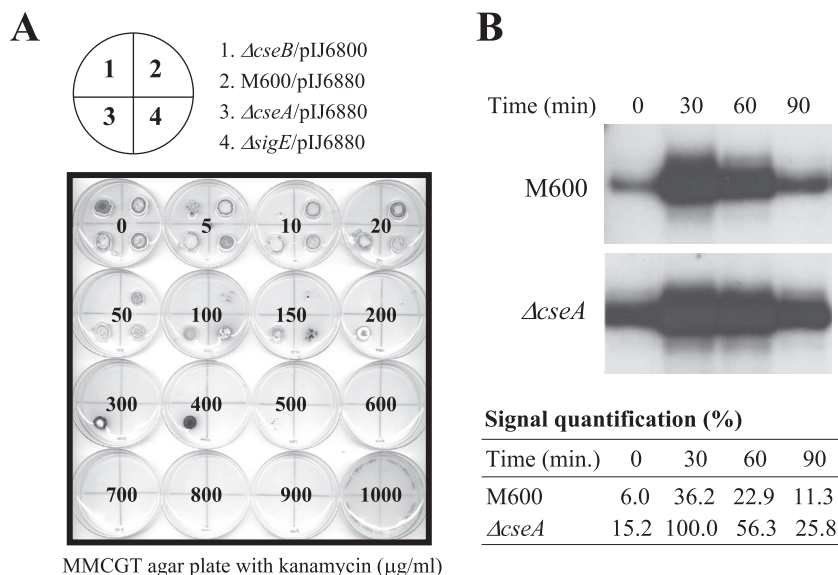 A
1 2
3 4
1. ΔcseB/pIJ6800
2. M600/pIJ6880
3. ΔcseA/pIJ6880
4. ΔsigE/pIJ6880
0 5 10 20
50 100 150 200
300 400 500 600
700 800 900 1000
MMCGT agar plate with kanamycin (μg/ml)
B
Time (min) 0 30 60 90
M600
ΔcseA
Signal quantification (%)
Time (min.) 0 30 60 90
M600 6.0 36.2 22.9 11.3
ΔcseA 15.2 100.0 56.3 25.8